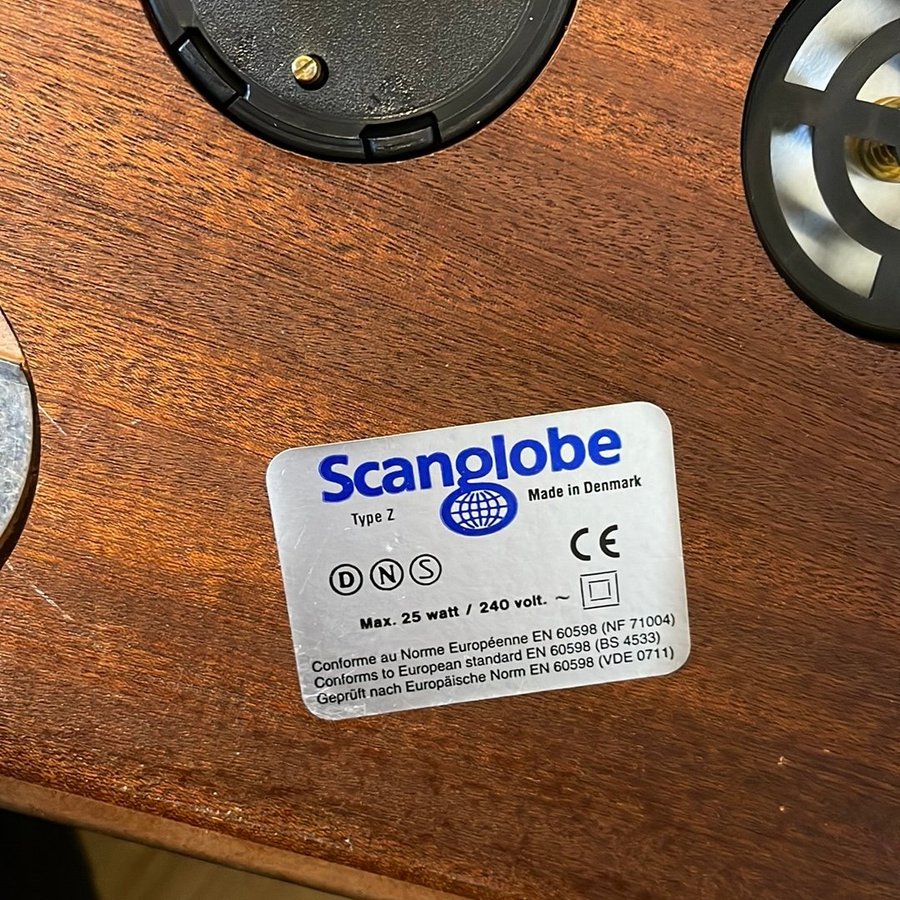 Scanglobe
Type Z Made in Denmark
D N S CE
Max. 25 watt / 240 volt. ~
Conforme au Norme Européenne EN 60598 (NF 71004)
Conforms to European standard EN 60598 (BS 4533)
Geprüft nach Europäische Norm EN 60598 (VDE 0711)